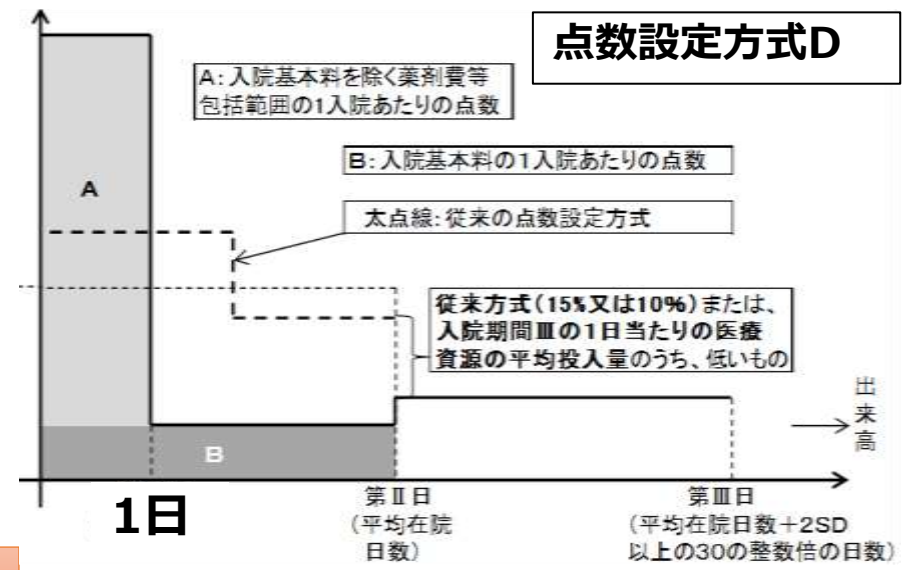 点数設定方式D
A:入院基本料を除く薬剤費等
包括範囲の1入院あたりの点数
B:入院基本料の1入院あたりの点数
A
太点線:従来の点数設定方式
従来方式(15%又は10%)または、
入院期間Ⅲの1日当たりの医療
資源の平均投入量のうち、低いもの
出来高
B
1日
第Ⅱ日
(平均在院
日数)
第Ⅲ日
(平均在院日数+2SD
以上の30の整数倍の日数)